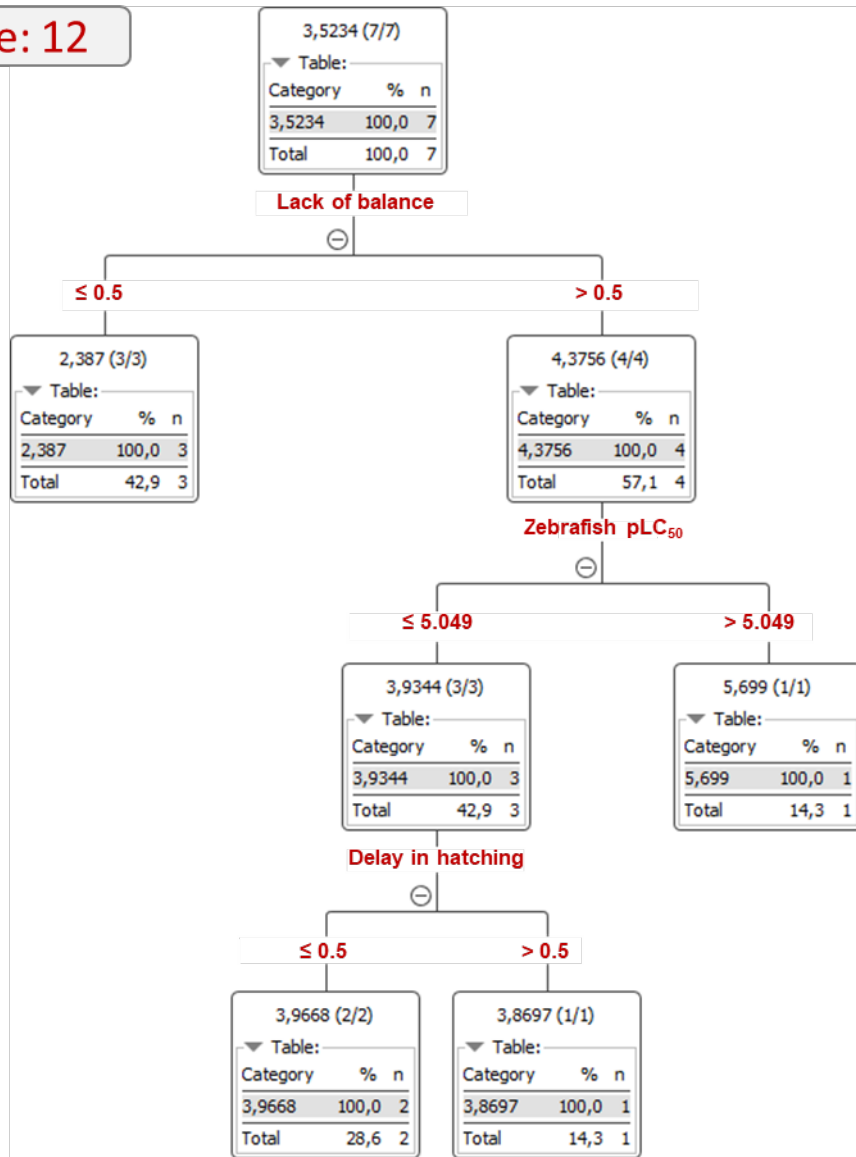 e: 12
3,5234 (7/7)
Table:
Category % n
3,5234 100,0 7
Total 100,0 7
Lack of balance
≤ 0.5 > 0.5
2,387 (3/3)
Table:
Category % n
2,387 100,0 3
Total 42,9 3
4,3756 (4/4)
Table:
Category % n
4,3756 100,0 4
Total 57,1 4
Zebrafish pLC₅₀
≤ 5.049 > 5.049
3,9344 (3/3)
Table:
Category % n
3,9344 100,0 3
Total 42,9 3
5,699 (1/1)
Table:
Category % n
5,699 100,0 1
Total 14,3 1
Delay in hatching
≤ 0.5 > 0.5
3,9668 (2/2)
Table:
Category % n
3,9668 100,0 2
Total 28,6 2
3,8697 (1/1)
Table:
Category % n
3,8697 100,0 1
Total 14,3 1